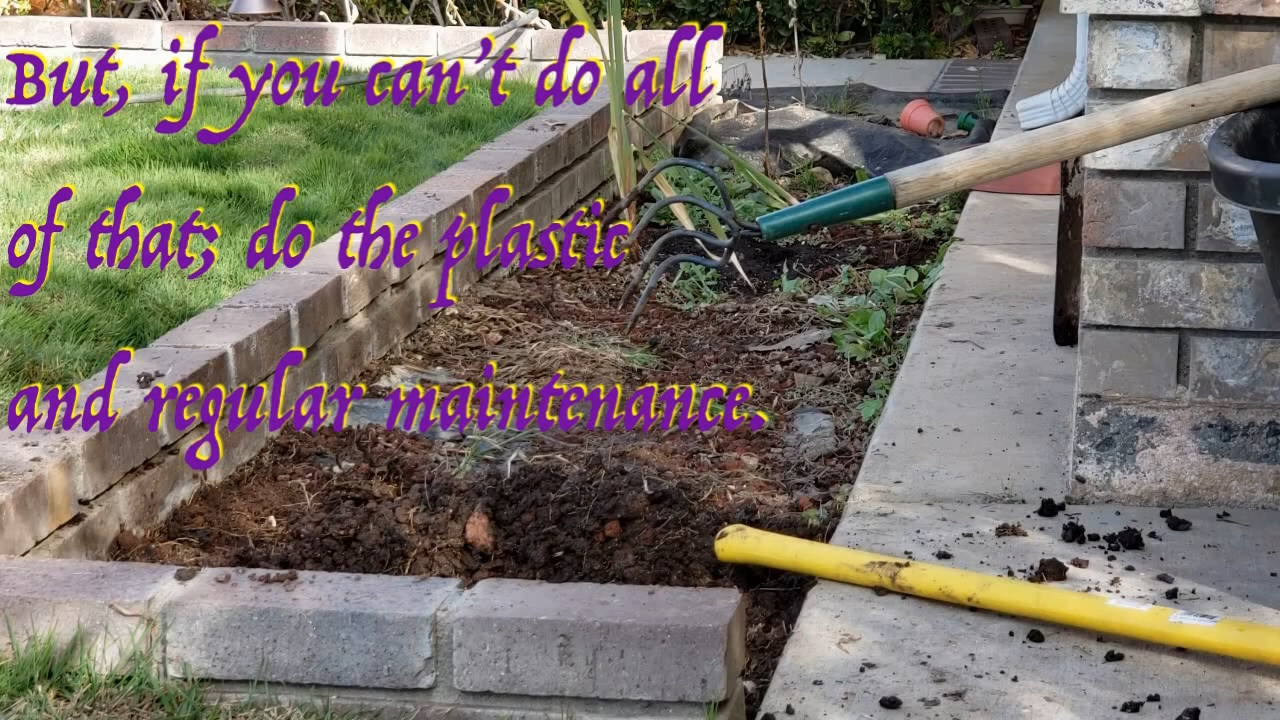 But, if you can't do all
of that; do the plastic
and regular maintenance.